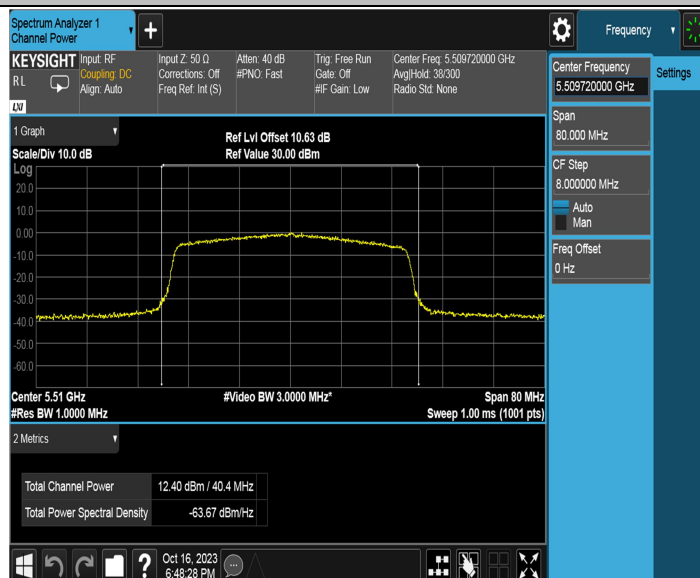 Spectrum Analyzer 1
Channel Power
+
Frequency
KEYSIGHT
Input: RF
Input Z: 50 Ω
Atten: 40 dB
Trig: Free Run
Center Freq: 5.509720000 GHz
RL
Coupling: DC
Corrections: Off
#PNO: Fast
Gate: Off
Avg|Hold: 38/300
Align: Auto
Freq Ref: Int (S)
#IF Gain: Low
Radio Std: None
LXI
Center Frequency
5.509720000 GHz
Settings
Span
80.000 MHz
CF Step
8.000000 MHz
Auto
Man
Freq Offset
0 Hz
1 Graph
Ref Lvl Offset 10.63 dB
Scale/Div 10.0 dB
Ref Value 30.00 dBm
Log
20.0
10.0
0.00
-10.0
-20.0
-30.0
-40.0
-50.0
-60.0
Center 5.51 GHz
#Video BW 3.0000 MHz*
Span 80 MHz
#Res BW 1.0000 MHz
Sweep 1.00 ms (1001 pts)
2 Metrics
Total Channel Power 12.40 dBm / 40.4 MHz
Total Power Spectral Density -63.67 dBm/Hz
?
Oct 16, 2023
6:48:28 PM